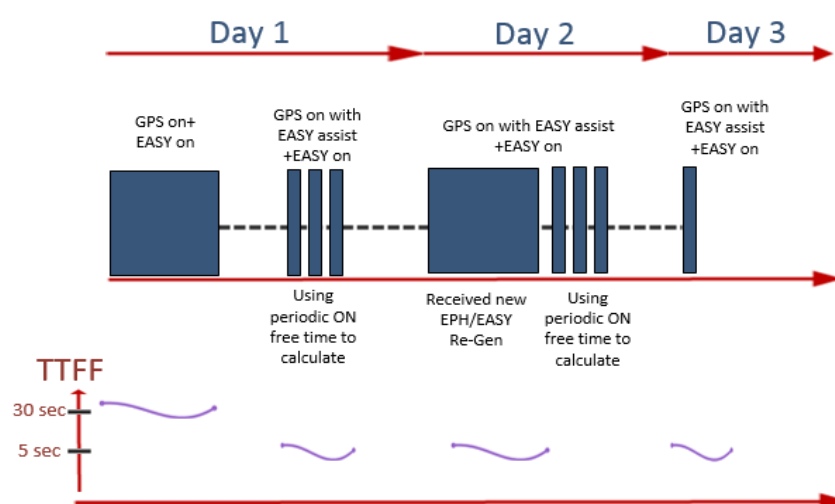 Day 1
Day 2
Day 3
GPS on+
EASY on
GPS on with
EASY assist
+EASY on
GPS on with EASY assist
+EASY on
GPS on with
EASY assist
+EASY on
Using
periodic ON
free time to
calculate
Received new
EPH/EASY
Re-Gen
Using
periodic ON
free time to
calculate
TTFF
30 sec
5 sec